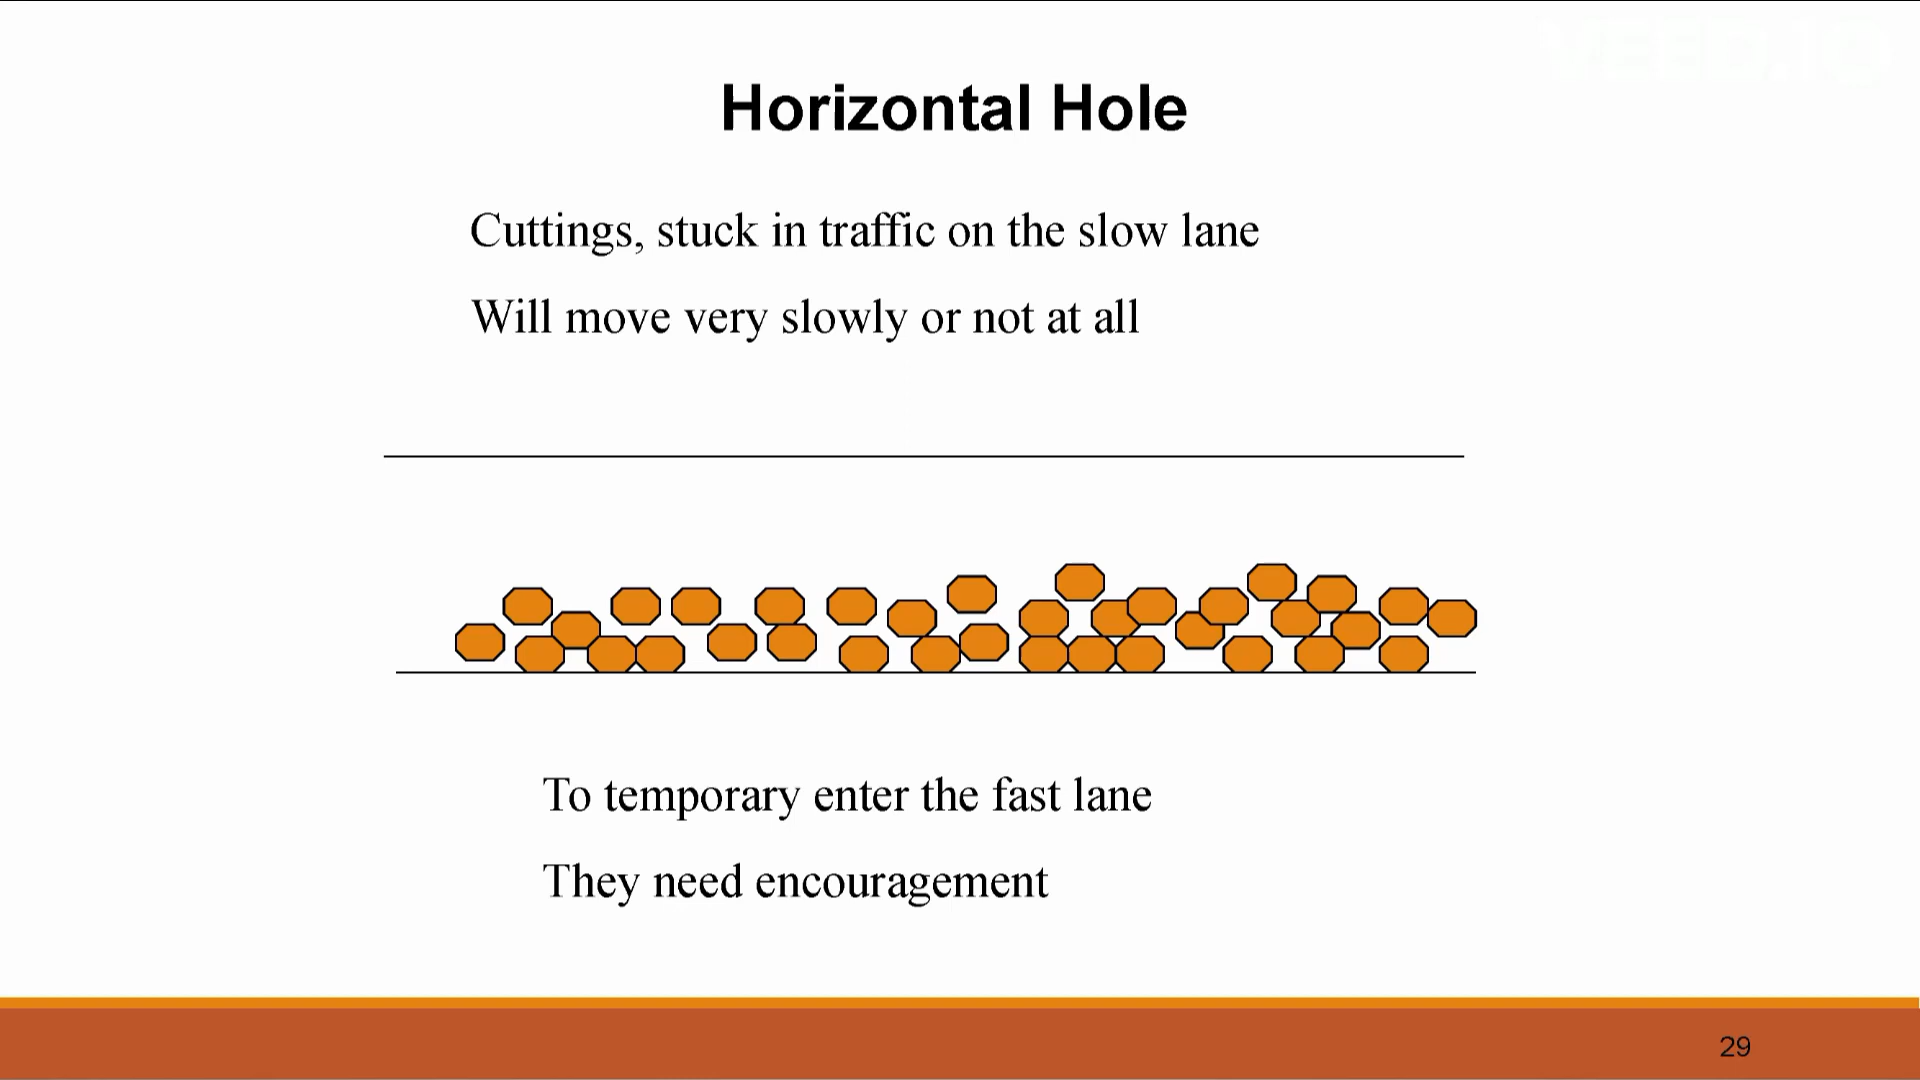 Horizontal Hole
Cuttings, stuck in traffic on the slow lane
Will move very slowly or not at all
To temporary enter the fast lane
They need encouragement
29